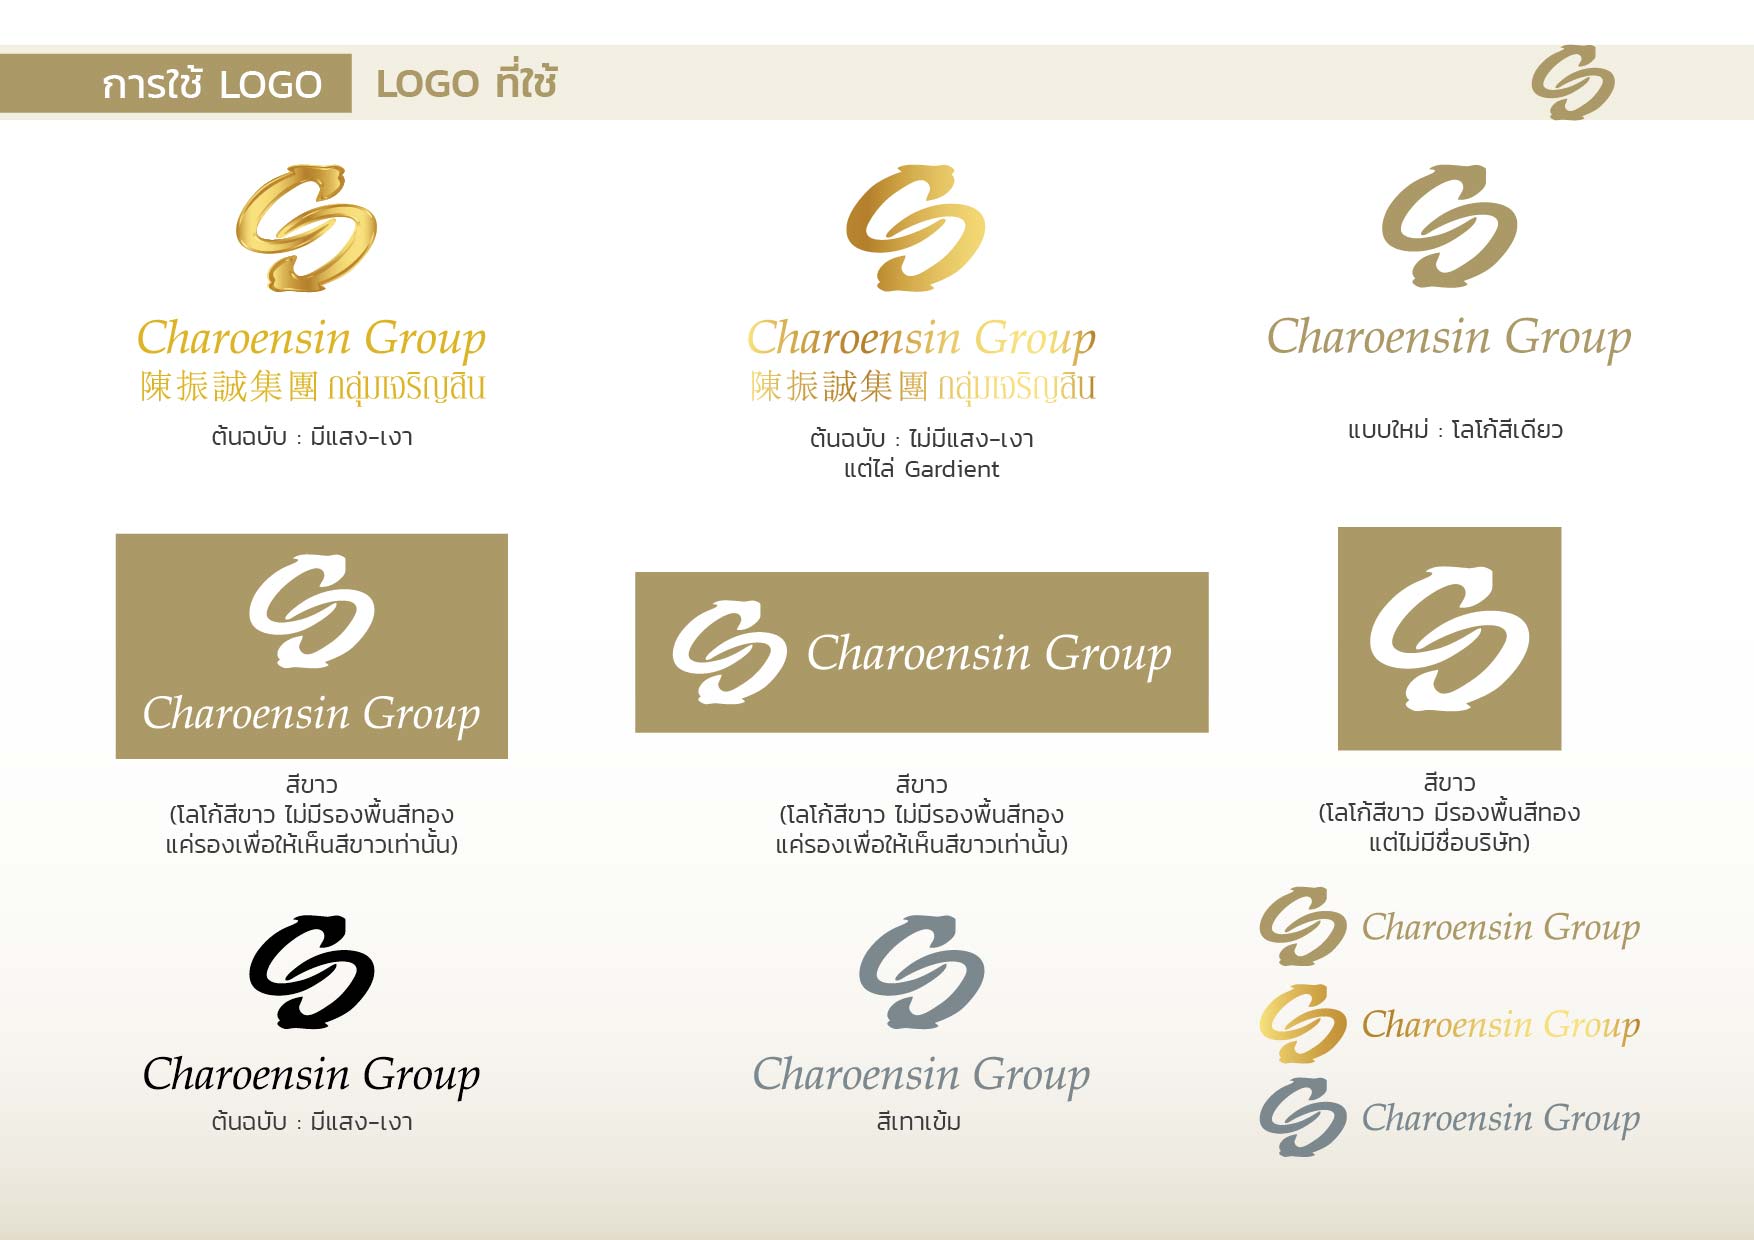 การใช้ LOGO
LOGO ที่ใช้
Charoensin Group
陳振誠集團 กลุ่มเจริญสิน
ต้นฉบับ : มีแสง-เงา
Charoensin Group
陳振誠集團 กลุ่มเจริญสิน
ต้นฉบับ : ไม่มีแสง-เงา
แต่ไล่ Gardient
Charoensin Group
แบบใหม่ : โลโก้สีเดียว
Charoensin Group
สีขาว
(โลโก้สีขาว ไม่มีรองพื้นสีทอง
แค่รองเพื่อให้เห็นสีขาวเท่านั้น)
Charoensin Group
สีขาว
(โลโก้สีขาว ไม่มีรองพื้นสีทอง
แค่รองเพื่อให้เห็นสีขาวเท่านั้น)
สีขาว
(โลโก้สีขาว มีรองพื้นสีทอง
แต่ไม่มีชื่อบริษัท)
Charoensin Group
ต้นฉบับ : มีแสง-เงา
Charoensin Group
สีเทาเข้ม
Charoensin Group
Charoensin Group
Charoensin Group